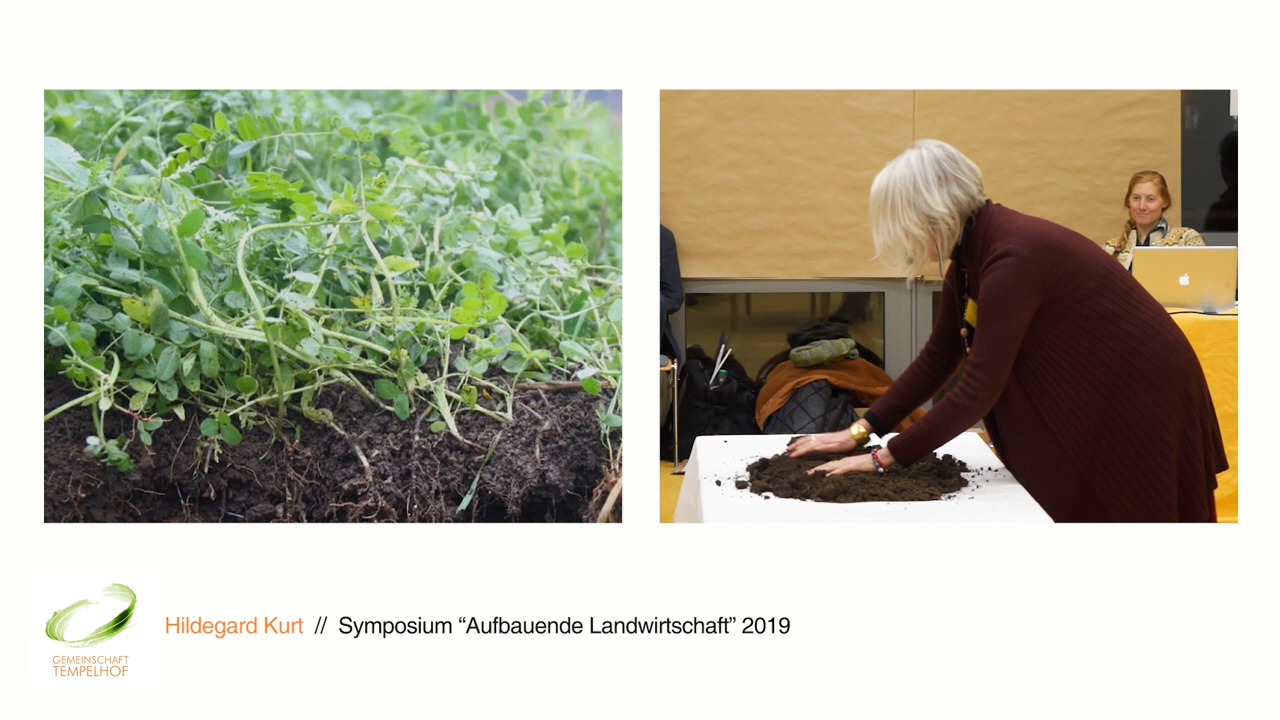 Hildegard Kurt // Symposium “Aufbauende Landwirtschaft” 2019
GEMEINSCHAFT
TEMPELHOF